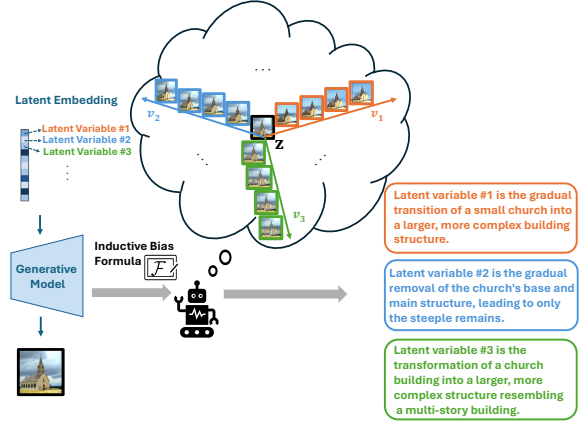 ...
v₂
v₁
Z
v₃
Latent Embedding
Latent Variable #1
Latent Variable #2
Latent Variable #3
Generative
Model
Inductive Bias
Formula
F
Latent variable #1 is the gradual
transition of a small church into
a larger, more complex building
structure.
Latent variable #2 is the gradual
removal of the church's base and
main structure, leading to only
the steeple remains.
Latent variable #3 is the
transformation of a church
building into a larger, more
complex structure resembling
a multi-story building.